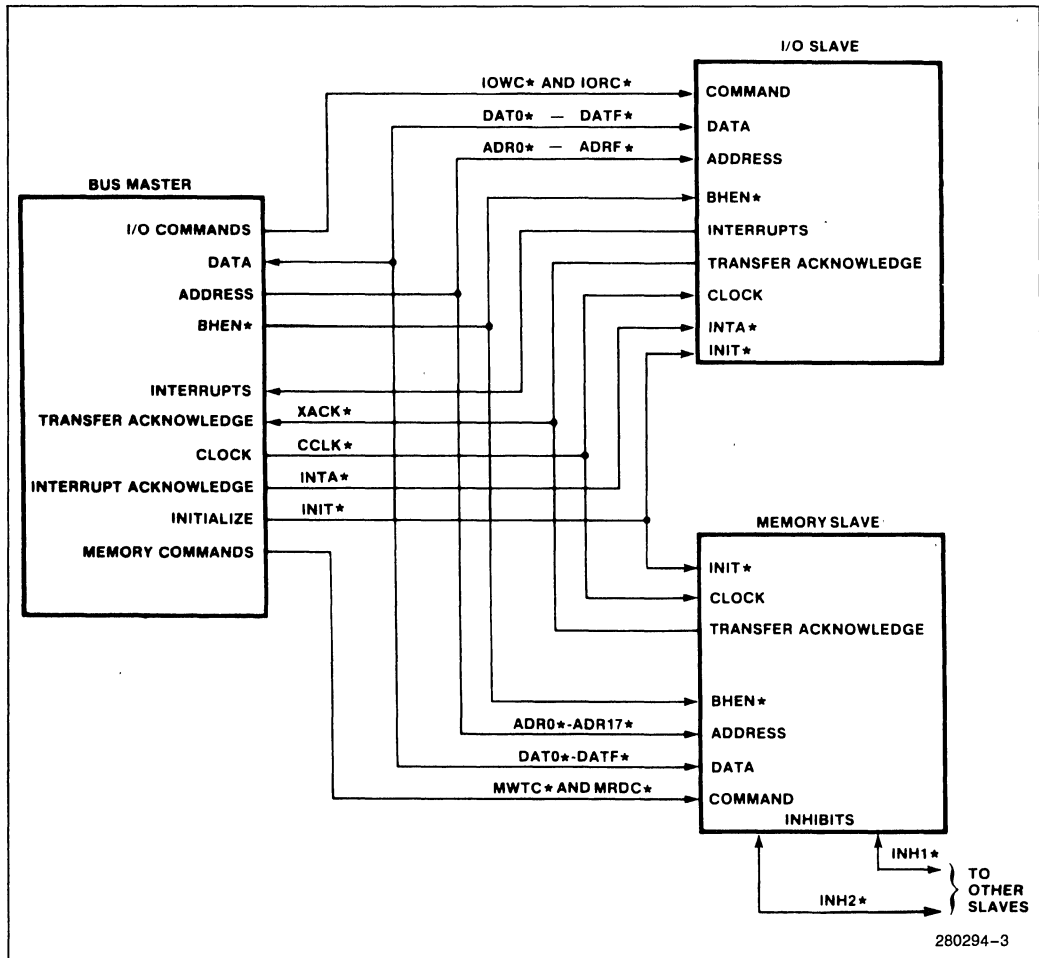 I/O SLAVE
IOWC* AND IORC*
COMMAND
DAT0* — DATF*
DATA
ADR0* — ADRF*
ADDRESS
BUS MASTER
BHEN*
I/O COMMANDS
INTERRUPTS
DATA
TRANSFER ACKNOWLEDGE
ADDRESS
CLOCK
BHEN*
INTA*
INIT*
INTERRUPTS
TRANSFER ACKNOWLEDGE
XACK*
CLOCK
CCLK*
INTERRUPT ACKNOWLEDGE
INTA*
INITIALIZE
INIT*
MEMORY COMMANDS
MEMORY SLAVE
INIT*
CLOCK
TRANSFER ACKNOWLEDGE
BHEN*
ADR0*-ADR17*
ADDRESS
DAT0*-DATF*
DATA
MWTC* AND MRDC*
COMMAND
INHIBITS
INH1*
INH2*
TO
OTHER
SLAVES
280294-3